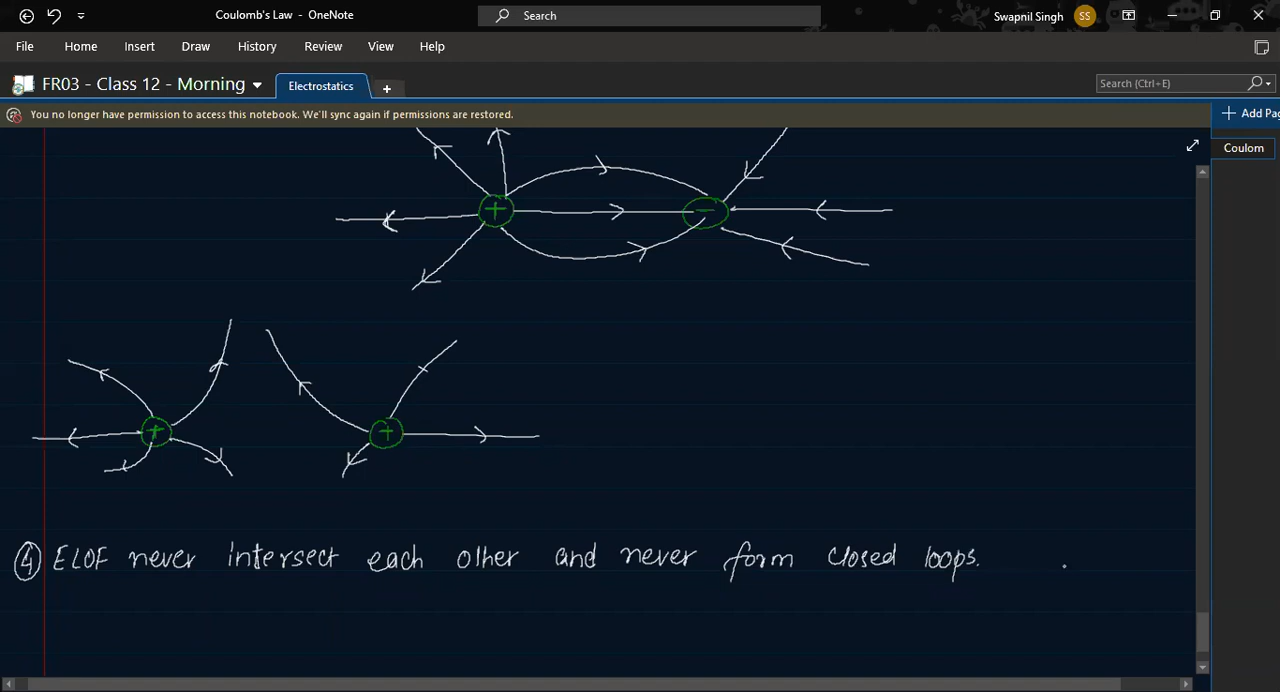 Coulomb's Law - OneNote
Search
Swapnil Singh
SS
File Home Insert Draw History Review View Help
FR03 - Class 12 - Morning
Electrostatics
+
Search (Ctrl+E)
You no longer have permission to access this notebook. We'll sync again if permissions are restored.
+ Add Pag
Coulom
+ -
+ +
④ ELOF never intersect each other and never form closed loops.